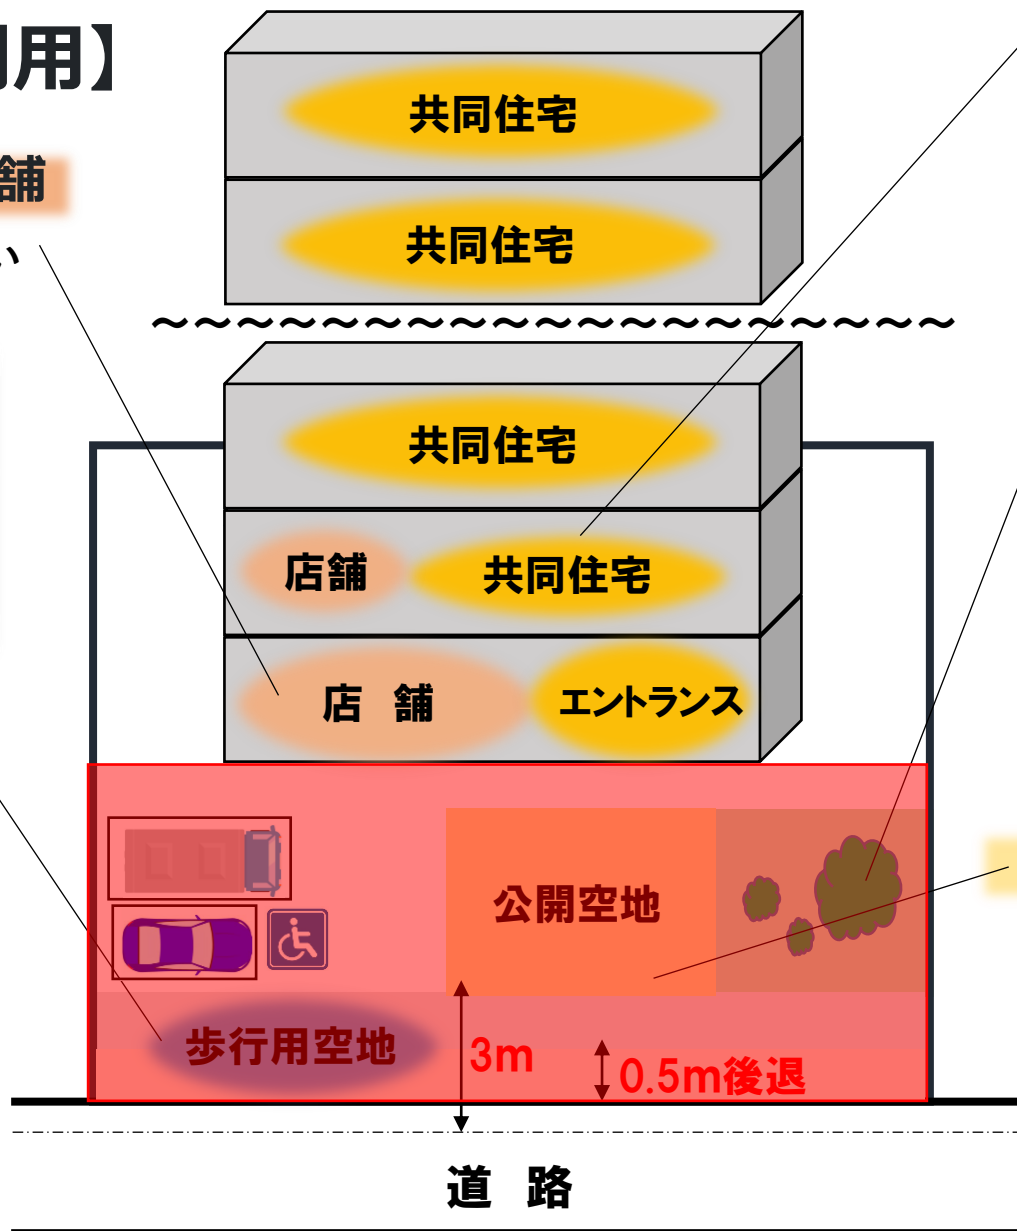 用】
舗
い
共同住宅
共同住宅
共同住宅
店舗
共同住宅
店 舗
エントランス
公開空地
歩行用空地
3m
0.5m後退
道 路